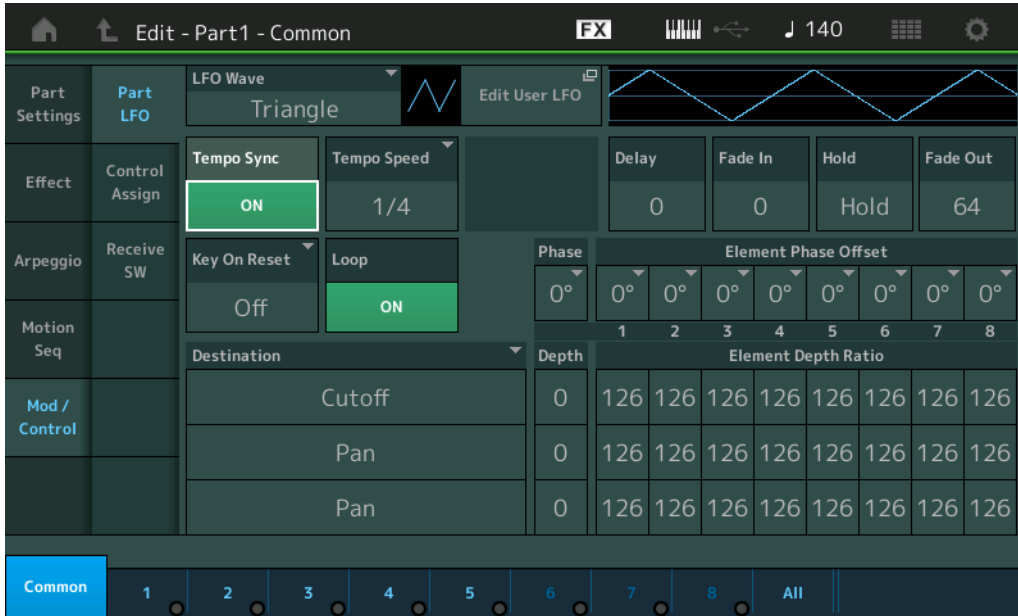 Edit - Part1 - Common FX ♩ 140
Part Settings
Effect
Arpeggio
Motion Seq
Mod / Control
Part LFO
Control Assign
Receive SW
LFO Wave
Triangle
Edit User LFO
Tempo Sync
ON
Tempo Speed
1/4
Delay
0
Fade In
0
Hold
Hold
Fade Out
64
Key On Reset
Off
Loop
ON
Phase
0°
Element Phase Offset
0° 0° 0° 0° 0° 0° 0° 0°
1 2 3 4 5 6 7 8
Destination Depth Element Depth Ratio
Cutoff 0 126 126 126 126 126 126 126 126
Pan 0 126 126 126 126 126 126 126 126
Pan 0 126 126 126 126 126 126 126 126
Common 1 2 3 4 5 6 7 8 All